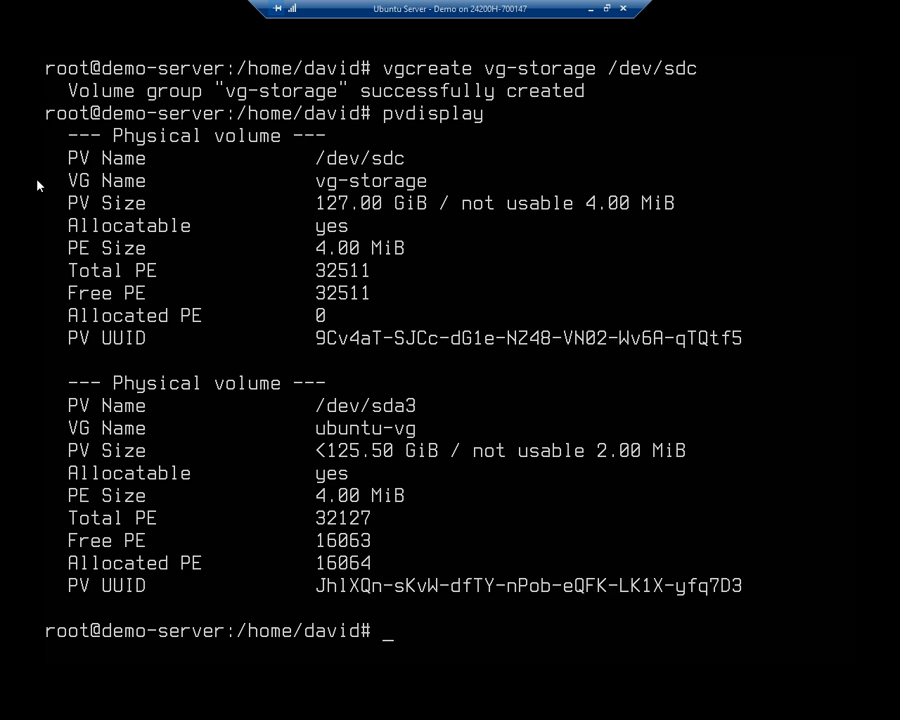 Ubuntu Server - Demo on 24200H-700147
root@demo-server:/home/david# vgcreate vg-storage /dev/sdc
Volume group "vg-storage" successfully created
root@demo-server:/home/david# pvdisplay
--- Physical volume ---
PV Name /dev/sdc
VG Name vg-storage
PV Size 127.00 GiB / not usable 4.00 MiB
Allocatable yes
PE Size 4.00 MiB
Total PE 32511
Free PE 32511
Allocated PE 0
PV UUID 9Cv4aT-SJCc-dG1e-NZ48-VN02-Wv6A-qTQtf5
--- Physical volume ---
PV Name /dev/sda3
VG Name ubuntu-vg
PV Size <125.50 GiB / not usable 2.00 MiB
Allocatable yes
PE Size 4.00 MiB
Total PE 32127
Free PE 16063
Allocated PE 16064
PV UUID JhlXQn-sKvW-dfTY-nPob-eQFK-LK1X-yfq7D3
root@demo-server:/home/david# _